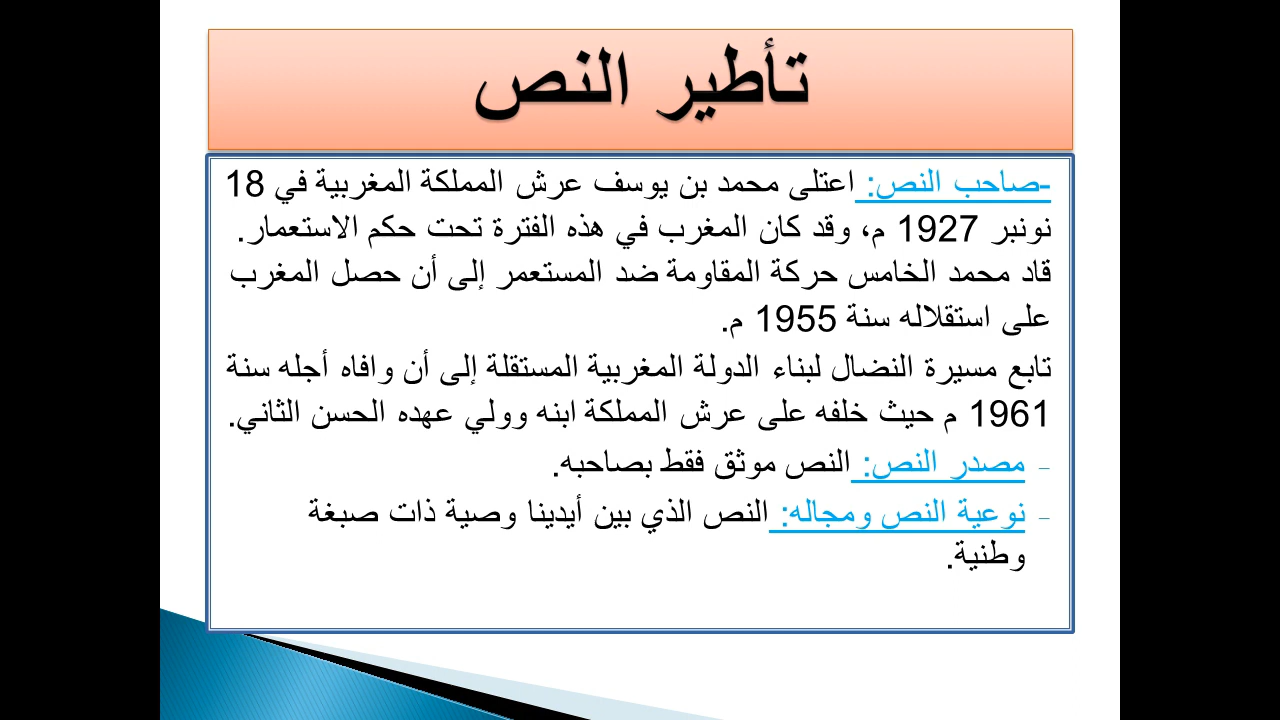 تأطير النص
-صاحب النص: اعتلى محمد بن يوسف عرش المملكة المغربية في 18
نونبر 1927 م، وقد كان المغرب في هذه الفترة تحت حكم الاستعمار.
قاد محمد الخامس حركة المقاومة ضد المستعمر إلى أن حصل المغرب
على استقلاله سنة 1955 م.
تابع مسيرة النضال لبناء الدولة المغربية المستقلة إلى أن وافاه أجله سنة
1961 م حيث خلفه على عرش المملكة ابنه وولي عهده الحسن الثاني.
- مصدر النص: النص موثق فقط بصاحبه.
- نوعية النص ومجاله: النص الذي بين أيدينا وصية ذات صبغة
وطنية.